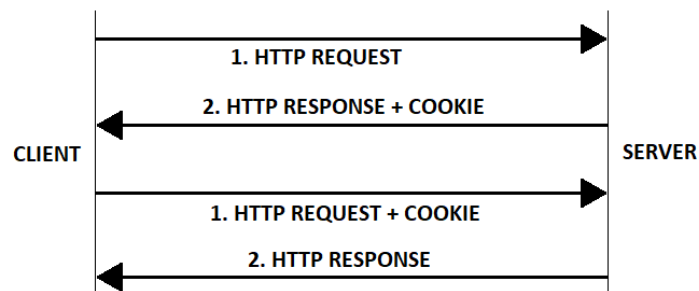 1. HTTP REQUEST
2. HTTP RESPONSE + COOKIE
CLIENT
SERVER
1. HTTP REQUEST + COOKIE
2. HTTP RESPONSE